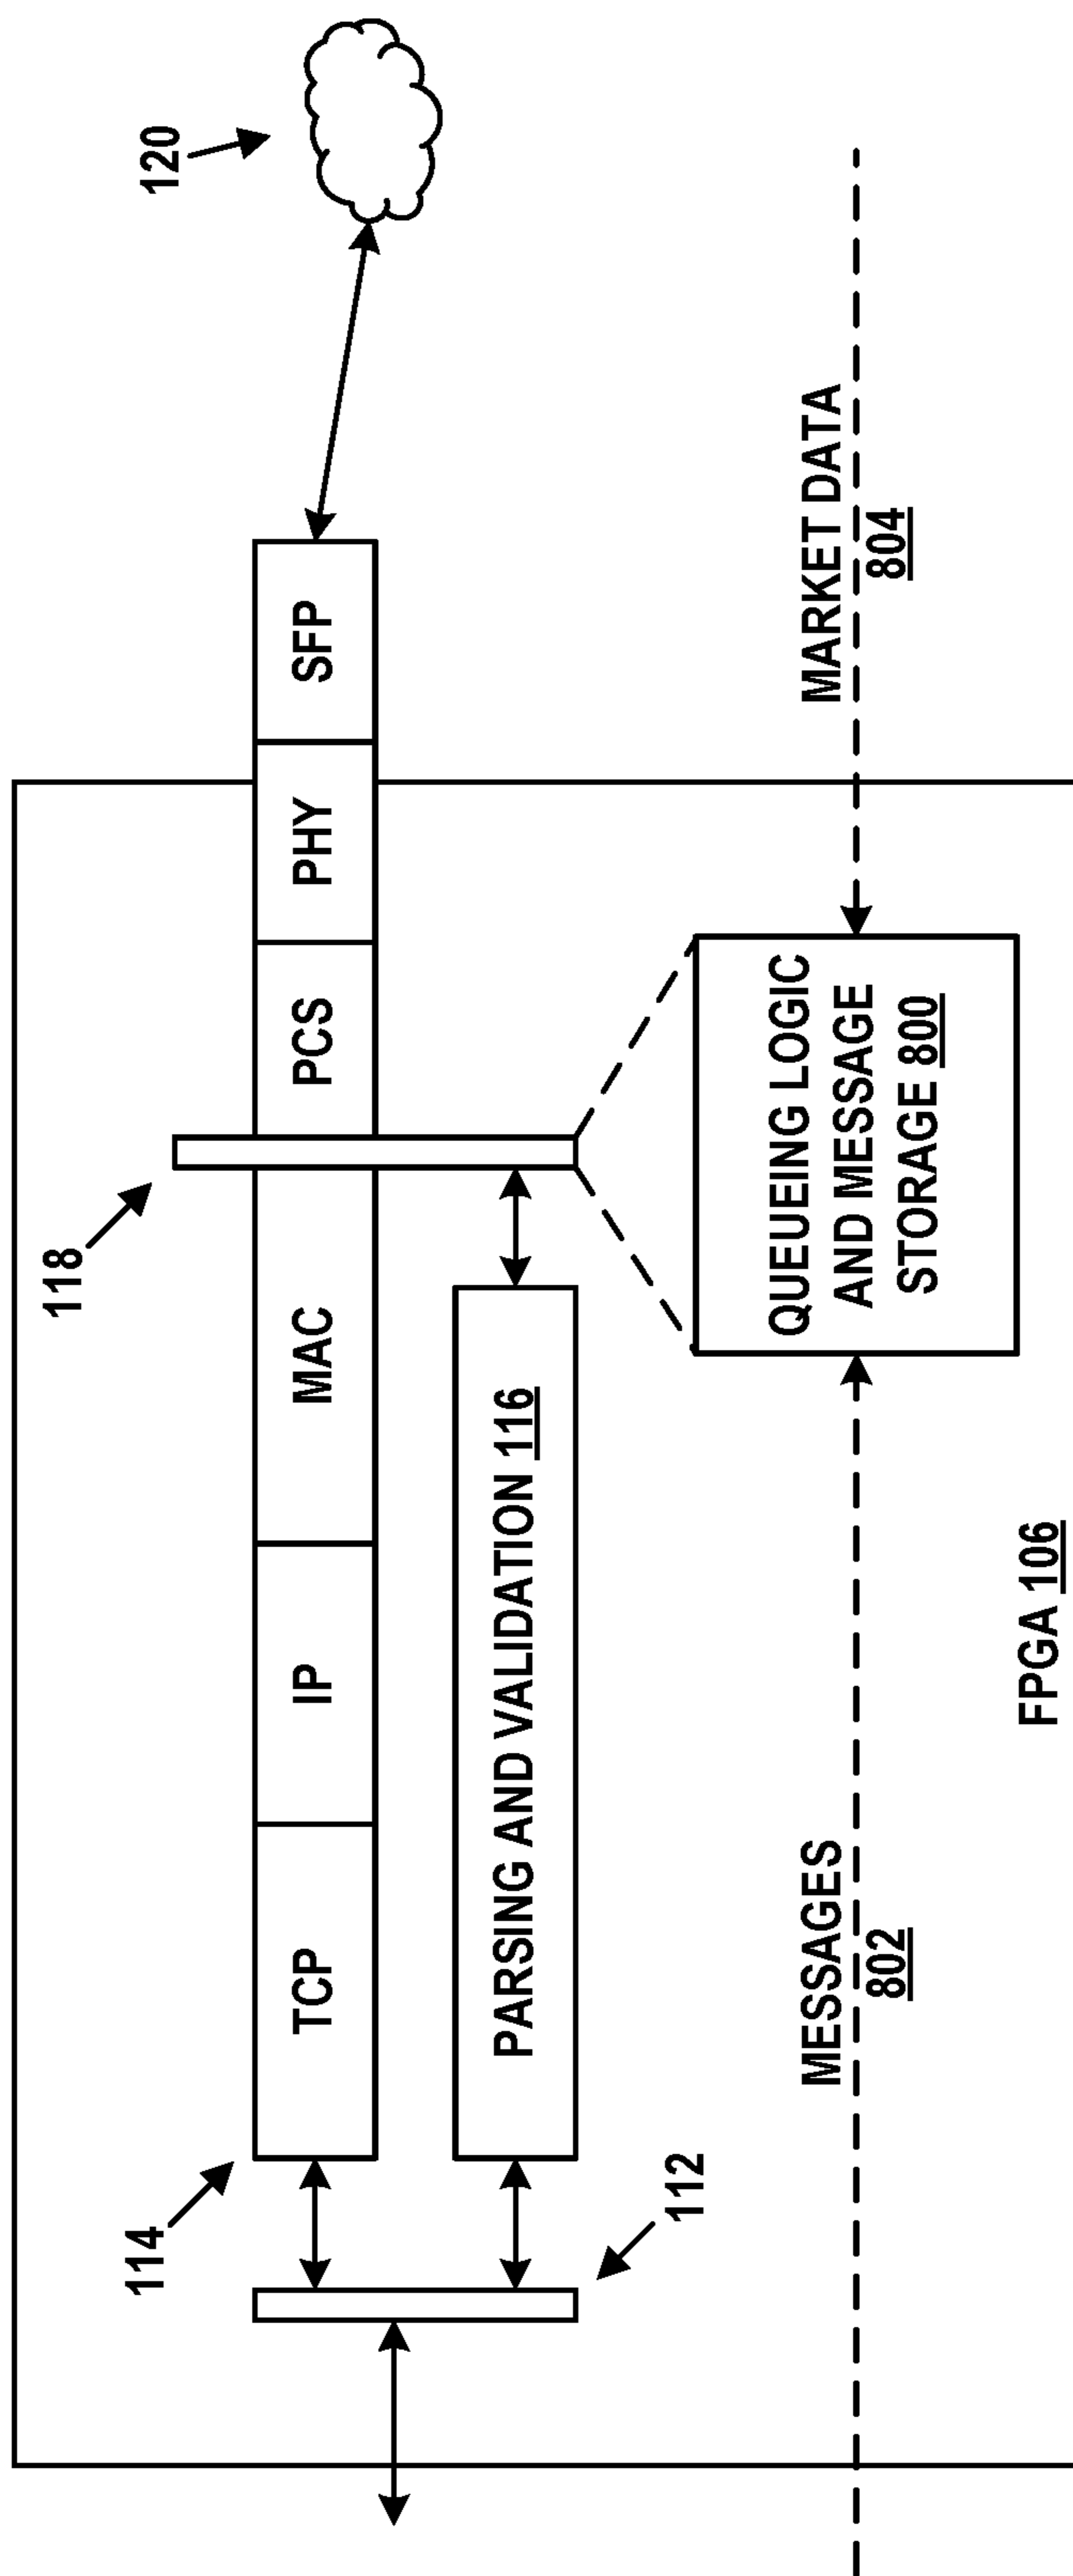 120
118
114
TCP
IP
MAC
PCS
PHY
SFP
PARSING AND VALIDATION 116
112
QUEUEING LOGIC
AND MESSAGE
STORAGE 800
MESSAGES
802
MARKET DATA
804
FPGA 106